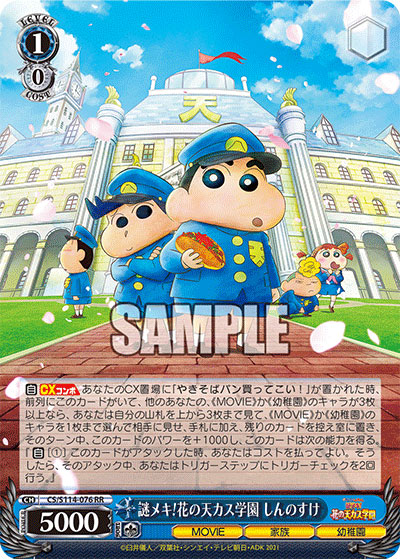 LEVEL
1
0
COST
天
SAMPLE
自 CXコンボ あなたのCX置場に「やきそばパン買ってこい！」が置かれた時、
前列にこのカードがいて、他のあなたの、《MOVIE》か《幼稚園》のキャラが3枚
以上なら、あなたは自分の山札を上から3枚まで見て、《MOVIE》か《幼稚園》の
キャラを1枚まで選んで相手に見せ、手札に加え、残りのカードを控え室に置き、
そのターン中、このカードのパワーを+1000し、このカードは次の能力を得る。
『自 このカードがアタックした時、あなたはコストを払ってよい。そう
したら、そのアタック中、あなたはトリガーステップにトリガーチェックを2回
行う。』
CH
CS/S114-076 RR
謎メキ!花の天カス学園 しんのすけ
花の天カス学園
5000
POWER
MOVIE
家族
幼稚園
©臼井儀人／双葉社・シンエイ・テレビ朝日・ADK 2021